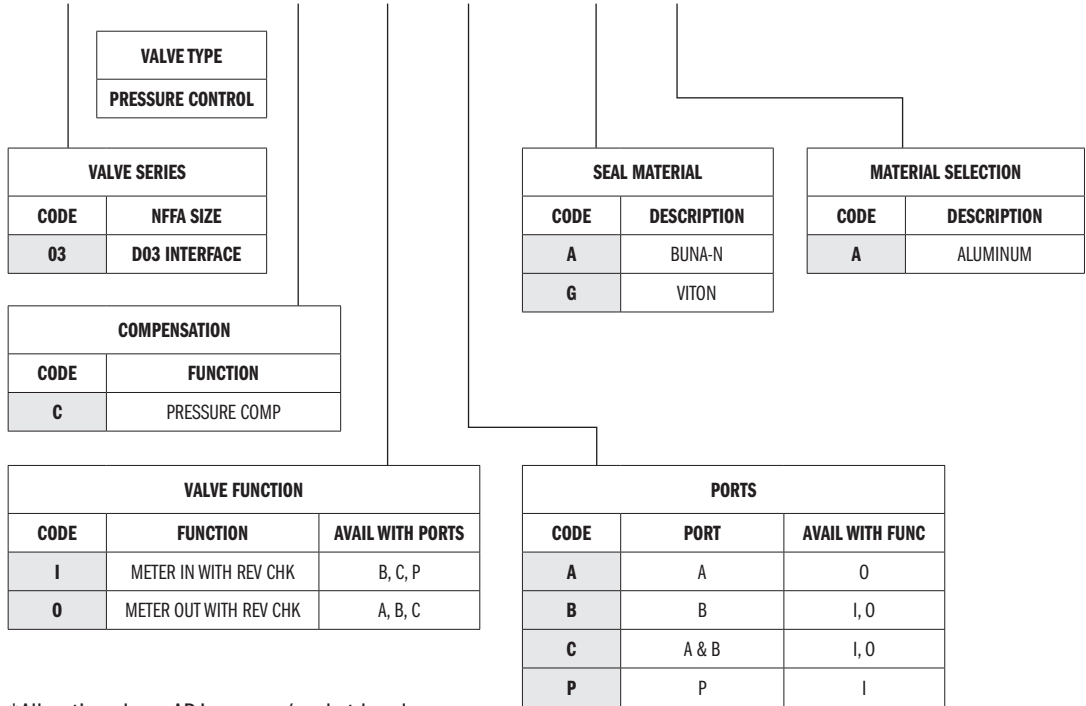 VALVE TYPE
PRESSURE CONTROL
VALVE SERIES
CODE NFFA SIZE
03 D03 INTERFACE
SEAL MATERIAL
CODE DESCRIPTION
A BUNA-N
G VITON
MATERIAL SELECTION
CODE DESCRIPTION
A ALUMINUM
COMPENSATION
CODE FUNCTION
C PRESSURE COMP
VALVE FUNCTION
CODE FUNCTION AVAIL WITH PORTS
I METER IN WITH REV CHK B, C, P
O METER OUT WITH REV CHK A, B, C
PORTS
CODE PORT AVAIL WITH FUNC
A A O
B B I, O
C A & B I, O
P P I